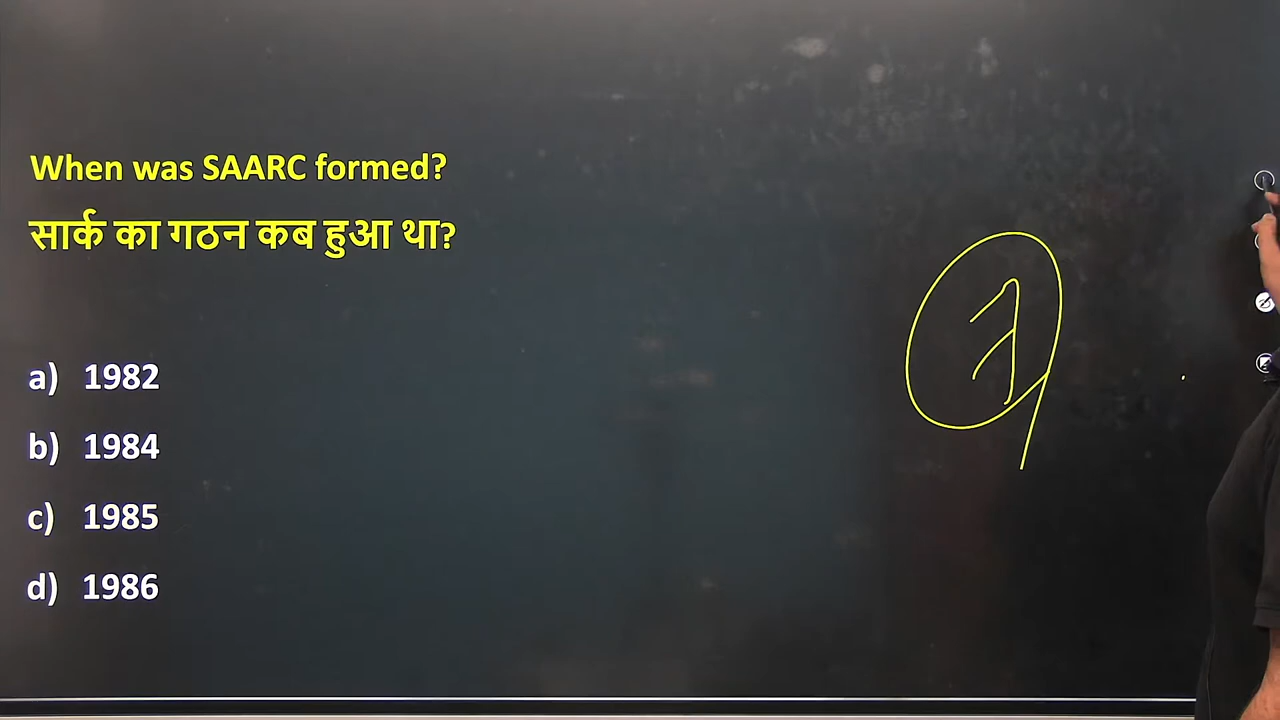 When was SAARC formed?
सार्क का गठन कब हुआ था?
a) 1982
b) 1984
c) 1985
d) 1986